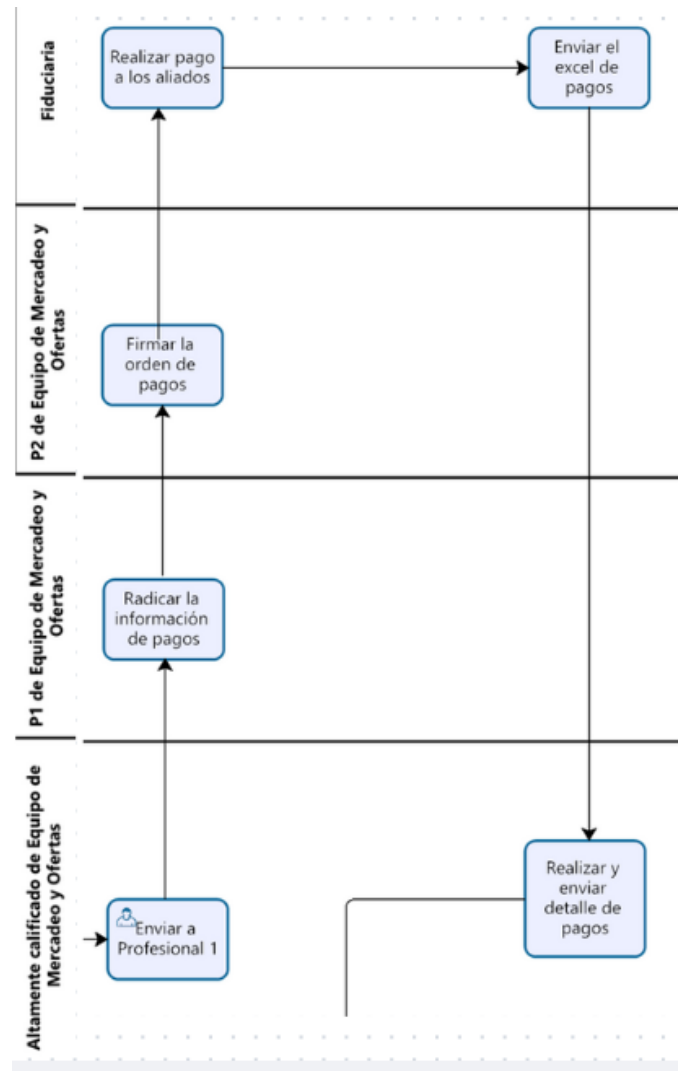 Fiduciaria
Realizar pago
a los aliados
Enviar el
excel de
pagos
P2 de Equipo de Mercadeo y
Ofertas
Firmar la
orden de
pagos
P1 de Equipo de Mercadeo y
Ofertas
Radicar la
información
de pagos
Altamente calificado de Equipo de
Mercadeo y Ofertas
Enviar a
Profesional 1
Realizar y
enviar
detalle de
pagos